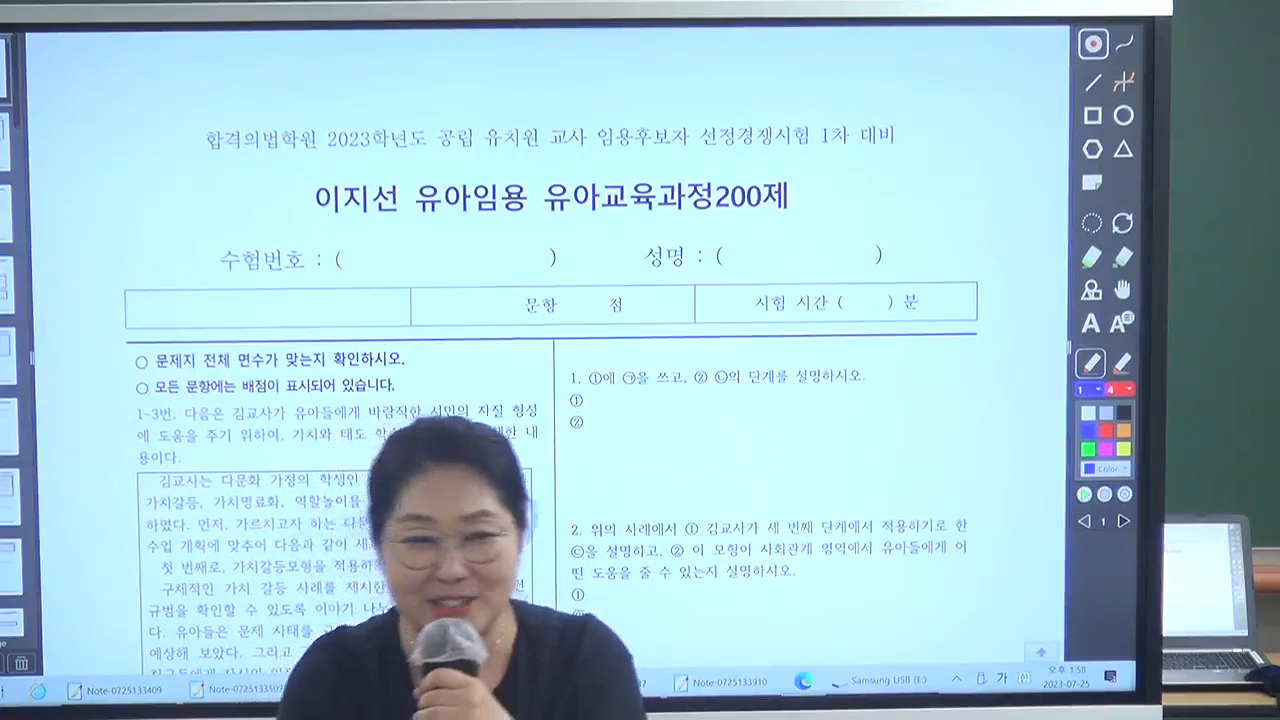 합격의법학원 2023학년도 공립 유치원 교사 임용후보자 선정경쟁시험 1차 대비
이지선 유아임용 유아교육과정200제
수험번호 : ( ) 성명 : ( )
문항 점 시험 시간 ( ) 분
○ 문제지 전체 면수가 맞는지 확인하시오.
○ 모든 문항에는 배점이 표시되어 있습니다.
1~3번. 다음은 김교사가 유아들에게 바람직한 시민의 자질 형성
에 도움을 주기 위하여, 가치와 태도 한 내
용이다.
김교사는 다문화 가정의 학생인
가치갈등, 가치명료화, 역할놀이를
하였다. 먼저, 가르치고자 하는 다문
수업 계획에 맞추어 다음과 같이 세
첫 번째로, 가치갈등모형을 적용하
구체적인 가치 갈등 사례를 제시한 번
규범을 확인할 수 있도록 이야기 나누
다. 유아들은 문제 사태를
예상해 보았다. 그리고
1. ①에 ㉠을 쓰고, ② ㉡의 단계를 설명하시오.
①
②
2. 위의 사례에서 ① 김교사가 세 번째 단계에서 적용하기로 한
㉢을 설명하고, ② 이 모형이 사회관계 영역에서 유아들에게 어
떤 도움을 줄 수 있는지 설명하시오.
①
A A
1 4
Color
1
Note-0725133409 Note-072513350 37 Note-0725133910 Samsung USB (E:) 가 오후 1:58
2023-07-25